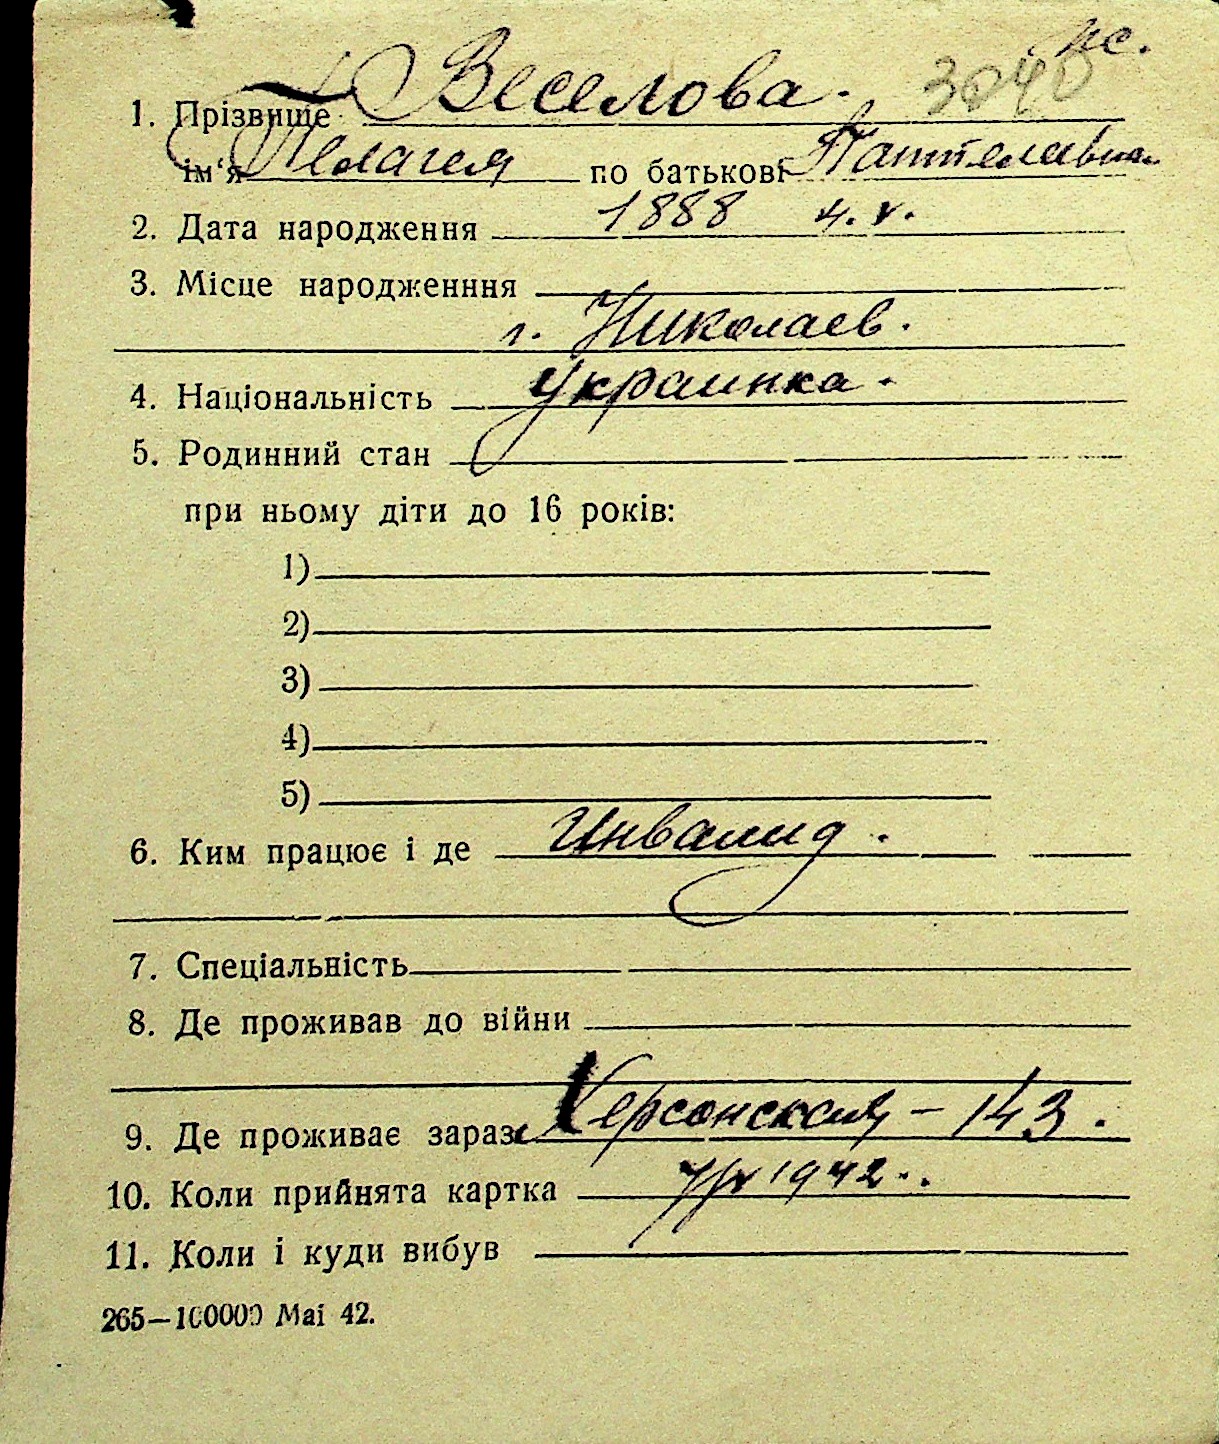 3040
1. Прізвище Веселова.
ім'я Пелагея по батькові
2. Дата народження 1888
3. Місце народженння
г. Николаев.
4. Національність Украинка.
5. Родинний стан
при ньому діти до 16 років:
1)
2)
3)
4)
5)
6. Ким працює і де Инвалид.
7. Спеціальність
8. Де проживав до війни
9. Де проживає зараз Херсонская – 143.
10. Коли прийнята картка 1942.
11. Коли і куди вибув
265—100000 Mai 42.